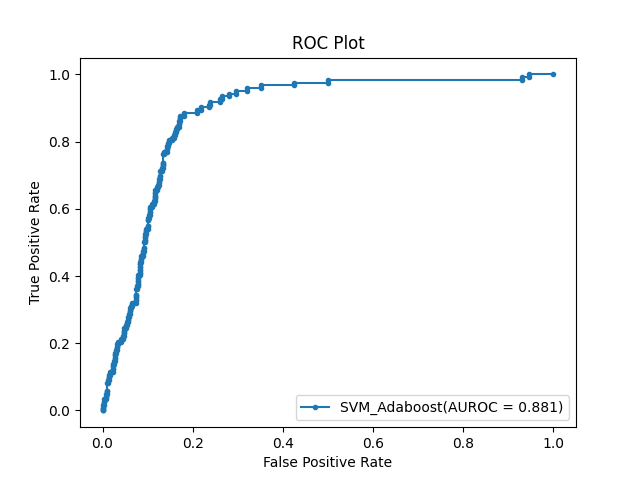 ROC Plot
1.0
0.8
0.6
0.4
0.2
0.0
True Positive Rate
SVM_Adaboost(AUROC = 0.881)
0.0 0.2 0.4 0.6 0.8 1.0
False Positive Rate